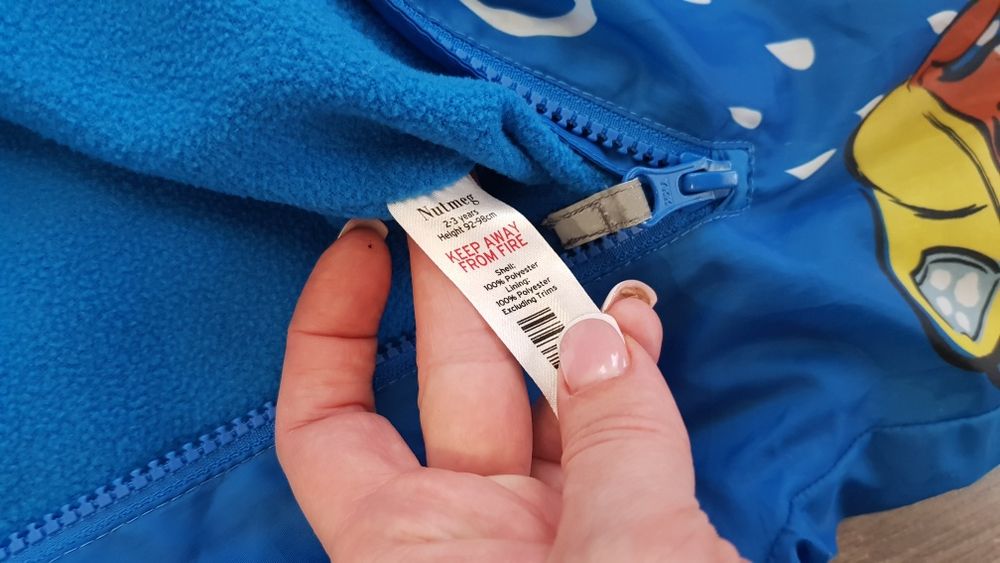 Nutmeg
2-3 years
Height 92-98cm
KEEP AWAY
FROM FIRE
Shell:
100% Polyester
Lining:
100% Polyester
Excluding Trims